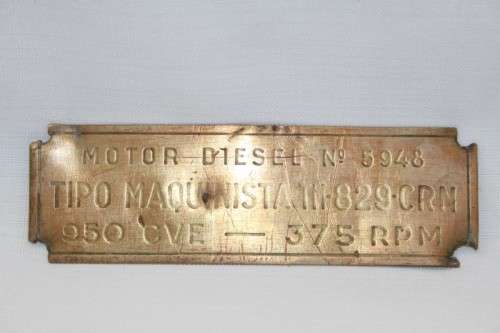 MOTOR DIESEL Nº 5948
TIPO MAQUINISTA 111-829-CRN
950 CVE — 375 RPM